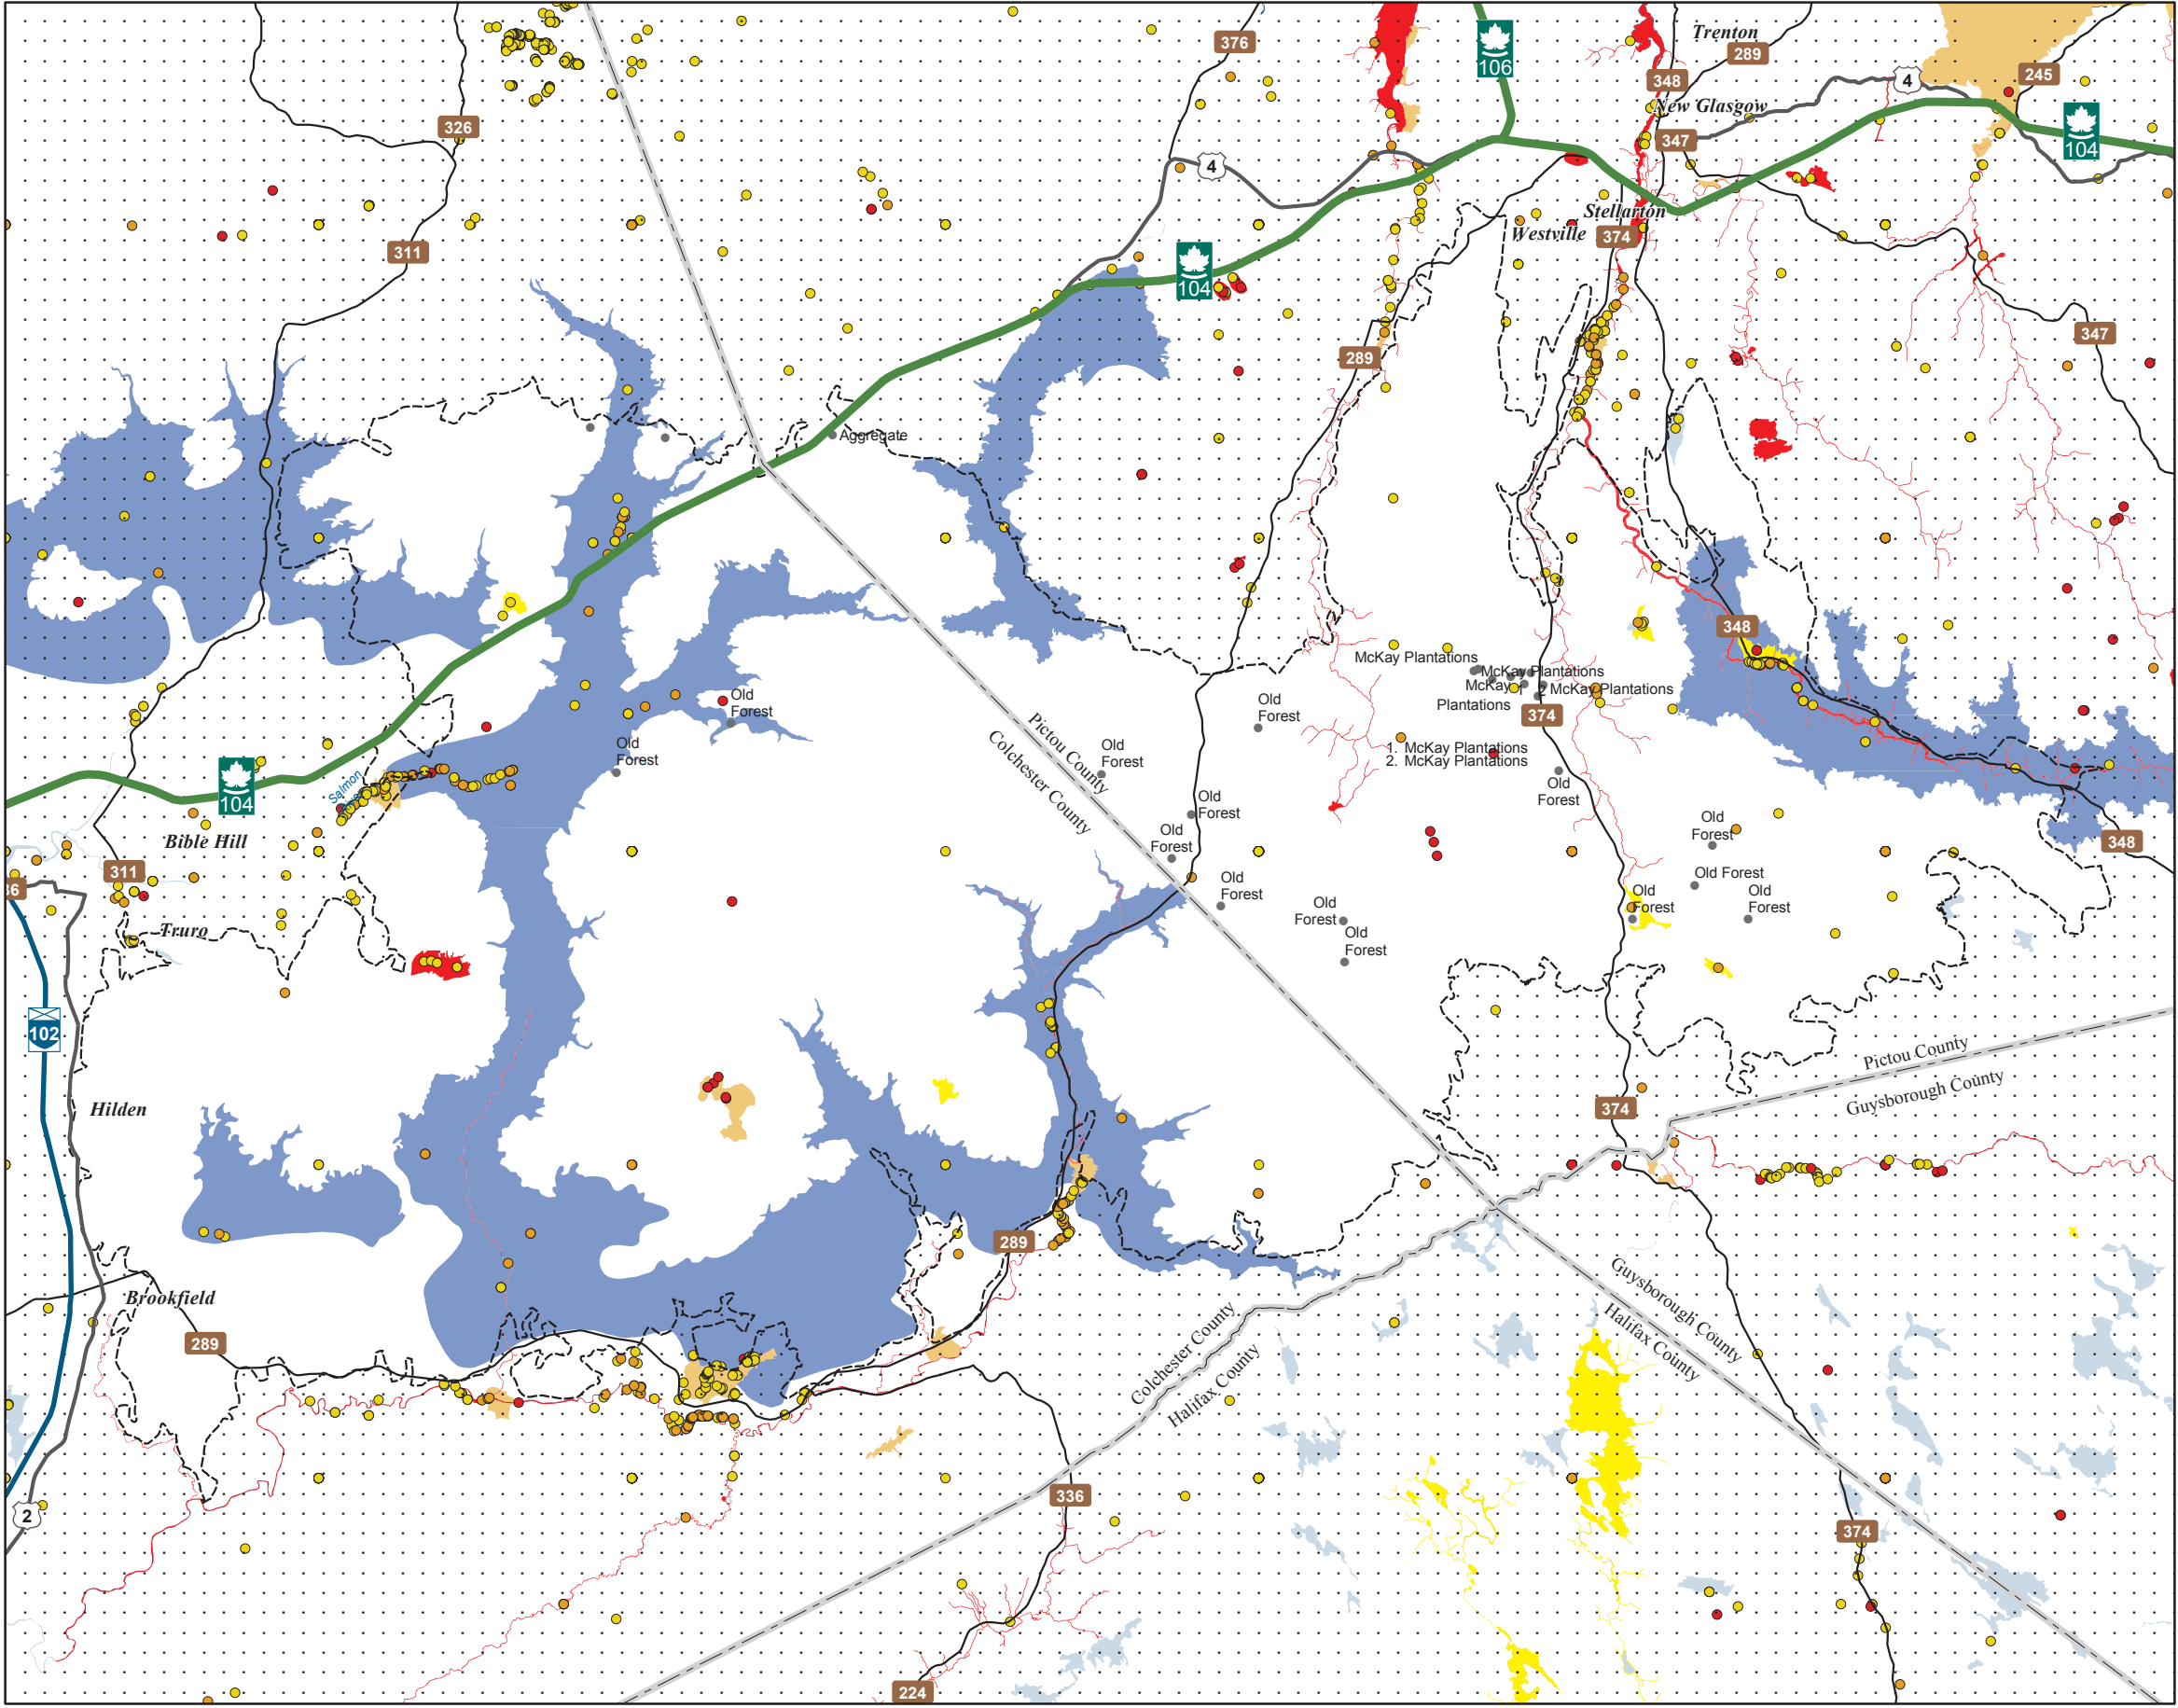 376
106
Trenton
289
348
4
245
New Glasgow
104
347
326
4
Stellarton
Westville
374
311
104
347
289
Aggregate
348
McKay Plantations
McKay Plantations
McKay
1
2
McKay Plantations
Plantations
374
Old
Forest
Old
Forest
Pictou County
Colchester County
Old
Forest
Old
Forest
1. McKay Plantations
2. McKay Plantations
Old
Forest
104
Salmon
Bible Hill
Old
Forest
Old
Forest
Old
Forest
348
311
Old
Forest
Old Forest
Old
Forest
Old
Forest
Old
Forest
Old
Forest
Truro
102
Pictou County
Guysborough County
Hilden
374
289
Brookfield
289
Guysborough County
Halifax County
Colchester County
Halifax County
336
2
374
224